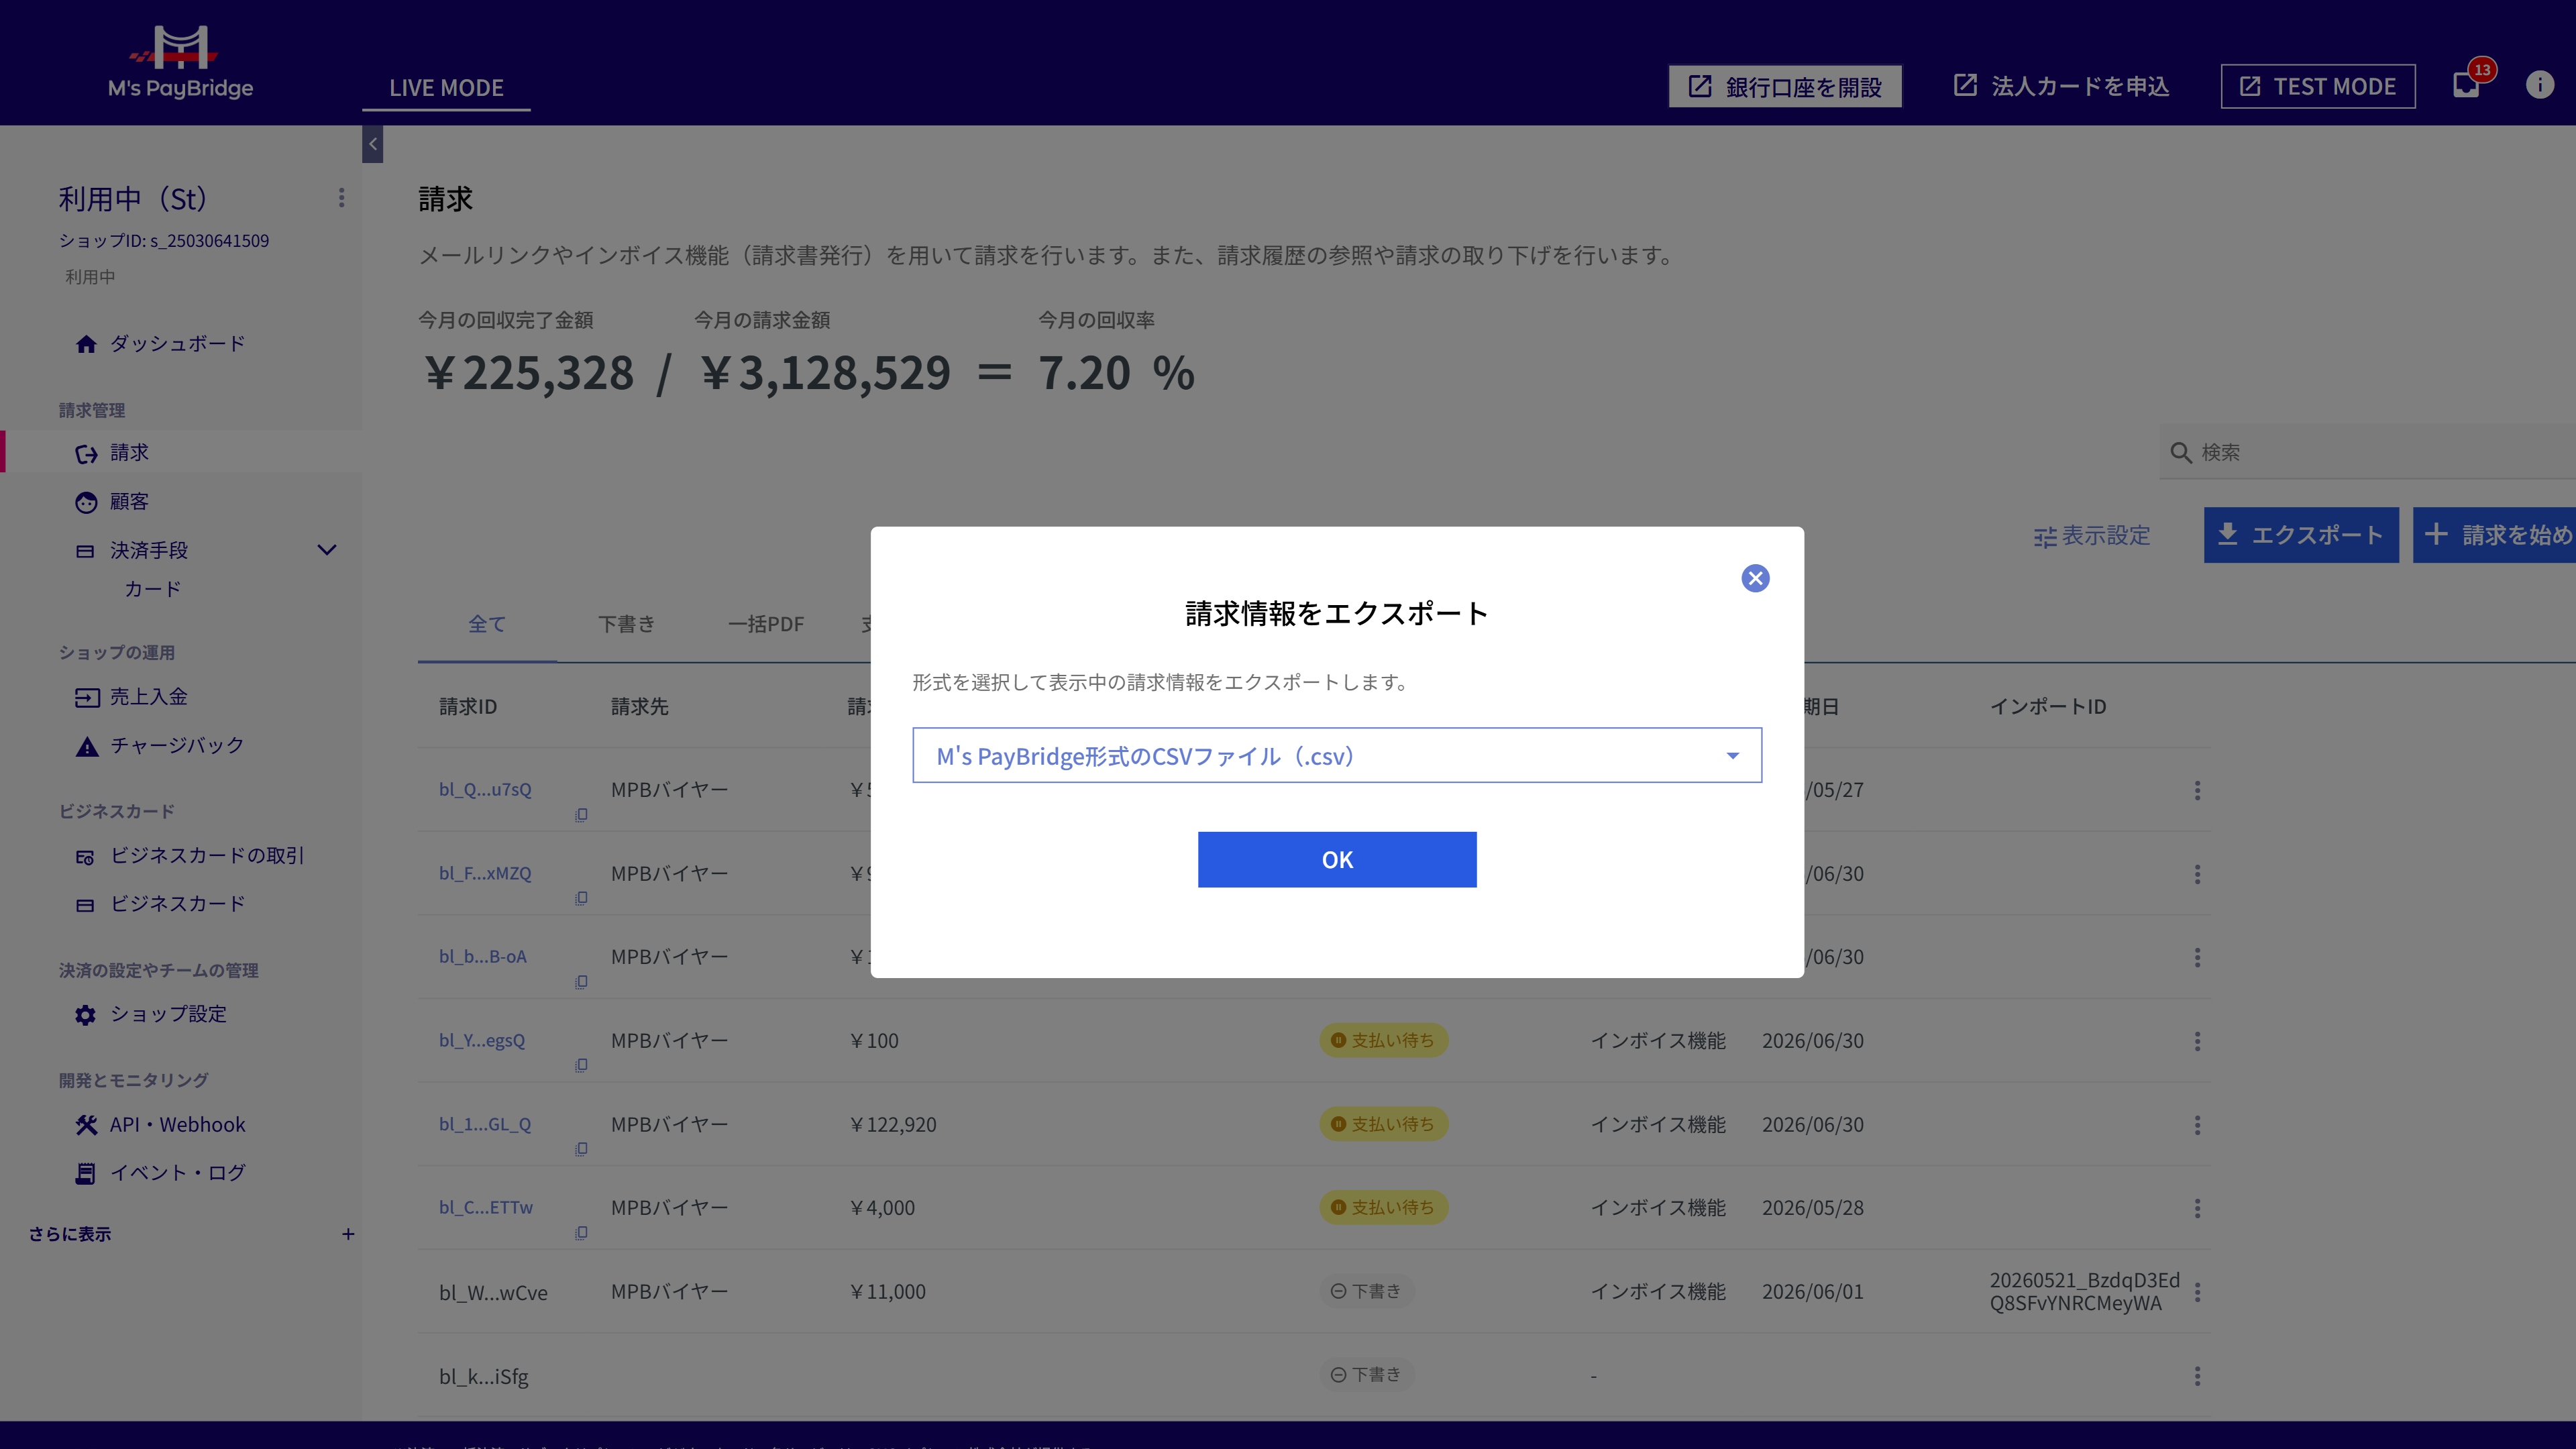 M's PayBridge
LIVE MODE
銀行口座を開設
法人カードを申込
TEST MODE
13
利用中（St）
ショップID: s_25030641509
利用中
ダッシュボード
請求管理
請求
顧客
決済手段
カード
ショップの運用
売上入金
チャージバック
ビジネスカード
ビジネスカードの取引
ビジネスカード
決済の設定やチームの管理
ショップ設定
開発とモニタリング
API・Webhook
イベント・ログ
さらに表示 +
請求
メールリンクやインボイス機能（請求書発行）を用いて請求を行います。また、請求履歴の参照や請求の取り下げを行います。
今月の回収完了金額 今月の請求金額 今月の回収率
￥225,328 / ￥3,128,529 ＝ 7.20 %
検索
表示設定
エクスポート
請求を始め
全て 下書き 一括PDF
請求ID 請求先 期日 インポートID
bl_Q...u7sQ MPBバイヤー /05/27
bl_F...xMZQ MPBバイヤー /06/30
bl_b...B-oA MPBバイヤー /06/30
bl_Y...egsQ MPBバイヤー ￥100 支払い待ち インボイス機能 2026/06/30
bl_1...GL_Q MPBバイヤー ￥122,920 支払い待ち インボイス機能 2026/06/30
bl_C...ETTw MPBバイヤー ￥4,000 支払い待ち インボイス機能 2026/05/28
bl_W...wCve MPBバイヤー ￥11,000 下書き インボイス機能 2026/06/01 20260521_BzdqD3Ed
Q8SFvYNRCMeyWA
bl_k...iSfg 下書き -
請求情報をエクスポート
形式を選択して表示中の請求情報をエクスポートします。
M's PayBridge形式のCSVファイル（.csv）
OK